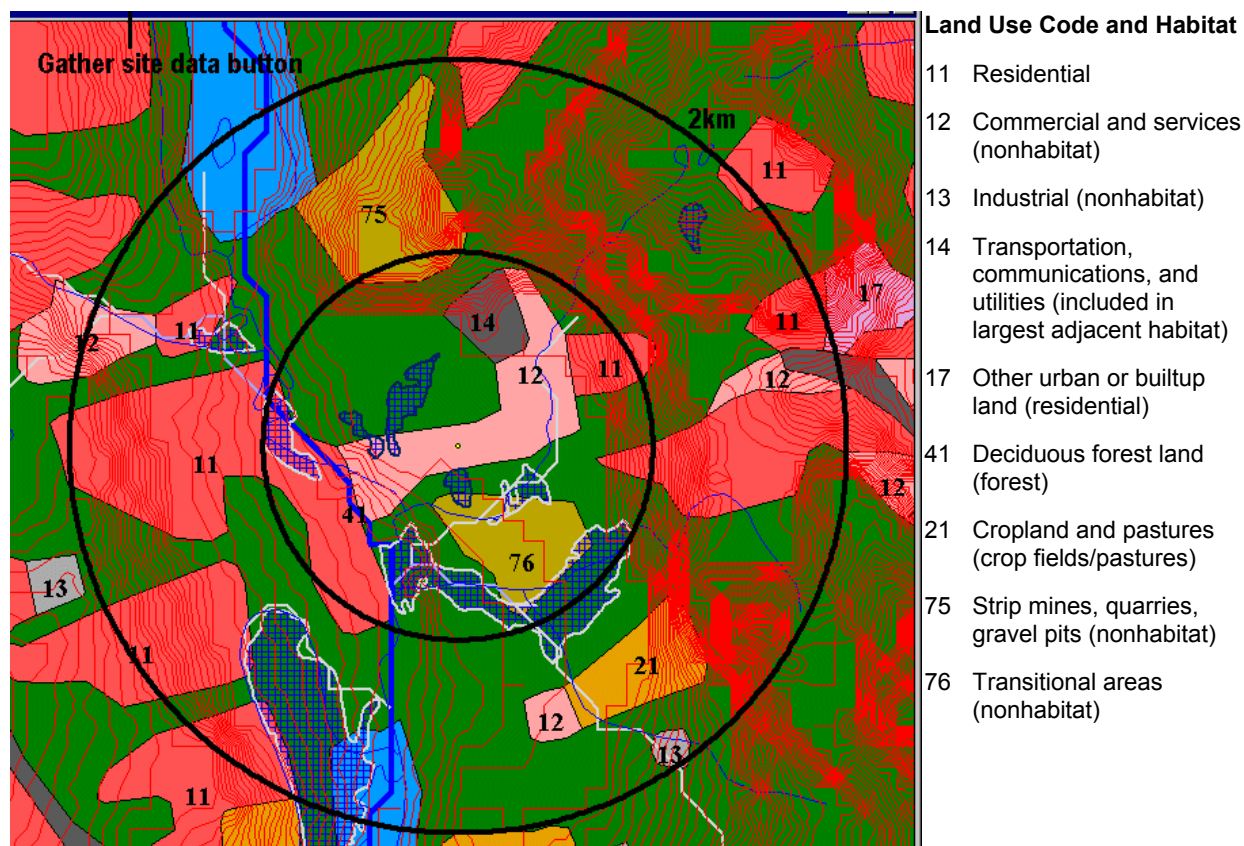 Gather site data button
2km
11
75
17
14
11
11
12
11
12
12
11
12
41
76
13
11
21
12
13
11
Land Use Code and Habitat
11 Residential
12 Commercial and services
(nonhabitat)
13 Industrial (nonhabitat)
14 Transportation,
communications, and
utilities (included in
largest adjacent habitat)
17 Other urban or builtup
land (residential)
41 Deciduous forest land
(forest)
21 Cropland and pastures
(crop fields/pastures)
75 Strip mines, quarries,
gravel pits (nonhabitat)
76 Transitional areas
(nonhabitat)